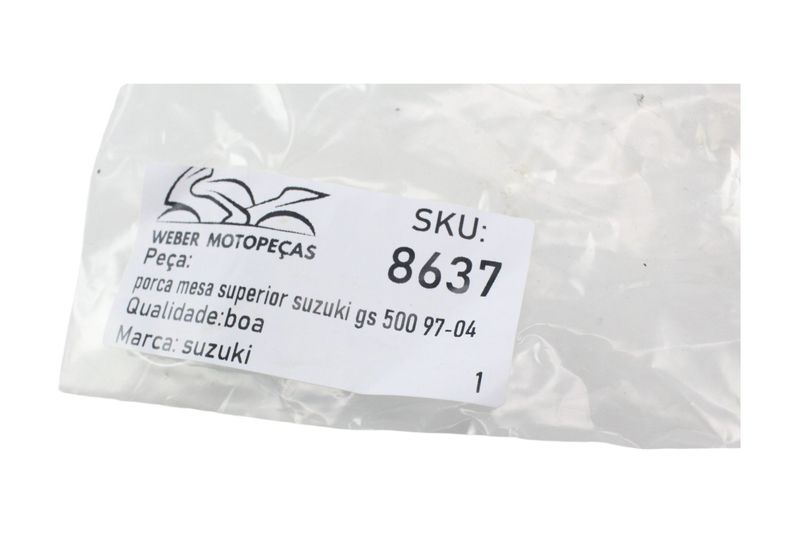 WEBER MOTOPEÇAS
SKU:
8637
Peça:
porca mesa superior suzuki gs 500 97-04
Qualidade:boa
Marca: suzuki
1